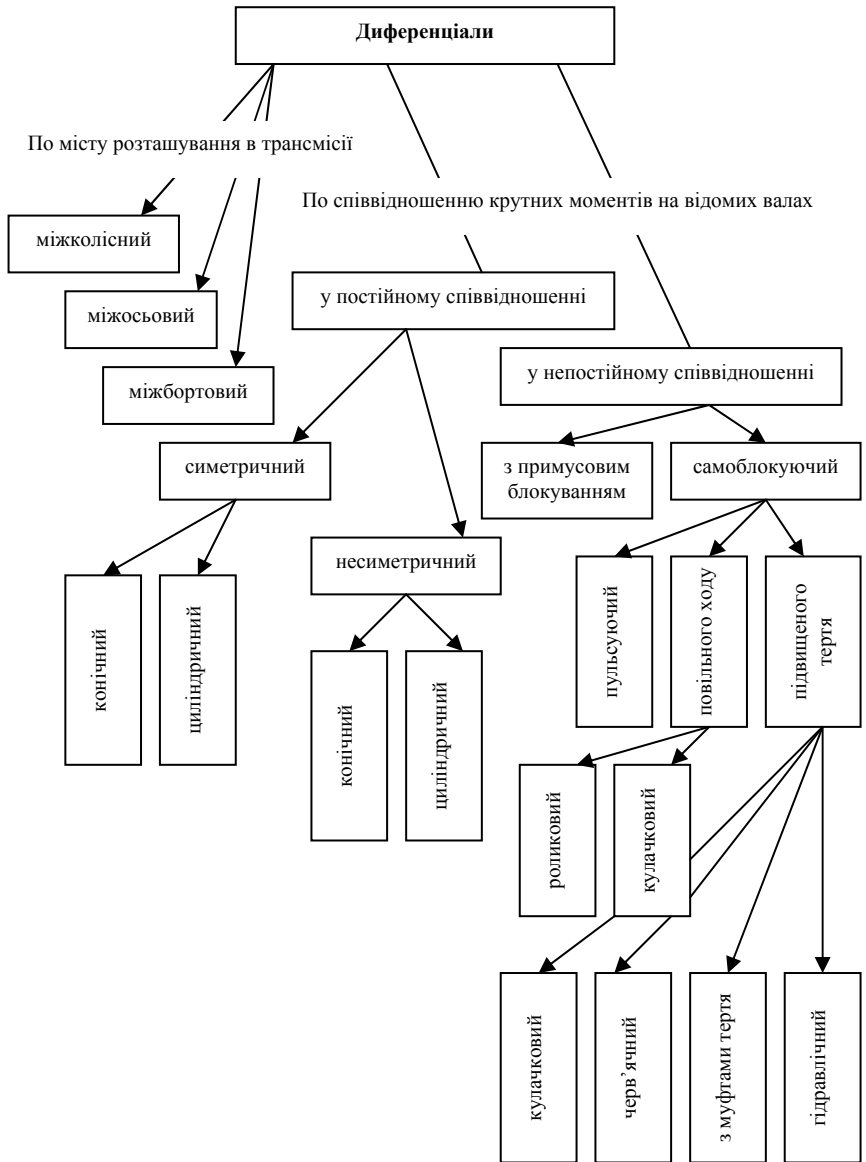 Диференціали
По місту розташування в трансмісії
По співвідношенню крутних моментів на відомих валах
міжколісний
міжосьовий
міжбортовий
у постійному співвідношенні
у непостійному співвідношенні
симетричний
з примусовим
блокуванням
самоблокуючий
несиметричний
конічний
циліндричний
конічний
циліндричний
пульсуючий
повільного ходу
підвищеного
тертя
роликовий
кулачковий
кулачковий
черв’ячний
з муфтами тертя
гідравлічний